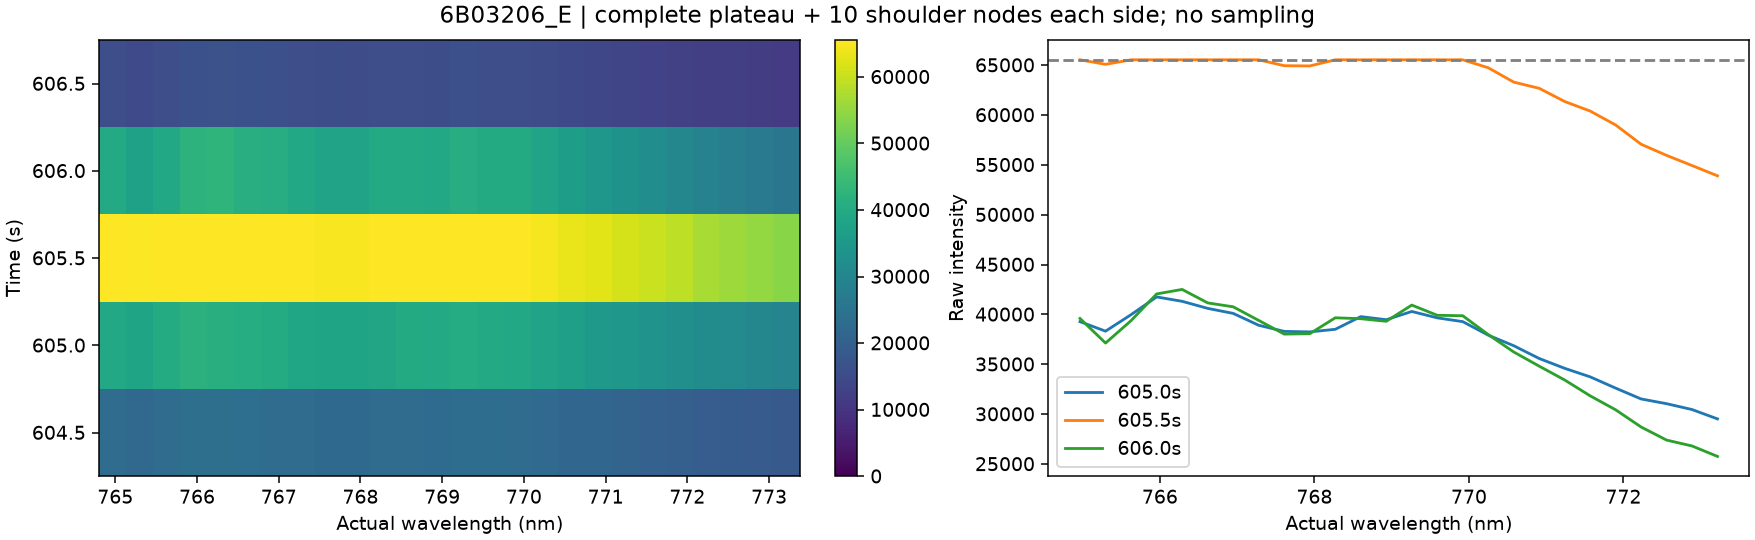 6B03206_E | complete plateau + 10 shoulder nodes each side; no sampling
Time (s)
606.5
606.0
605.5
605.0
604.5
765 766 767 768 769 770 771 772 773
Actual wavelength (nm)
60000
50000
40000
30000
20000
10000
0
Raw intensity
65000
60000
55000
50000
45000
40000
35000
30000
25000
605.0s
605.5s
606.0s
766 768 770 772
Actual wavelength (nm)